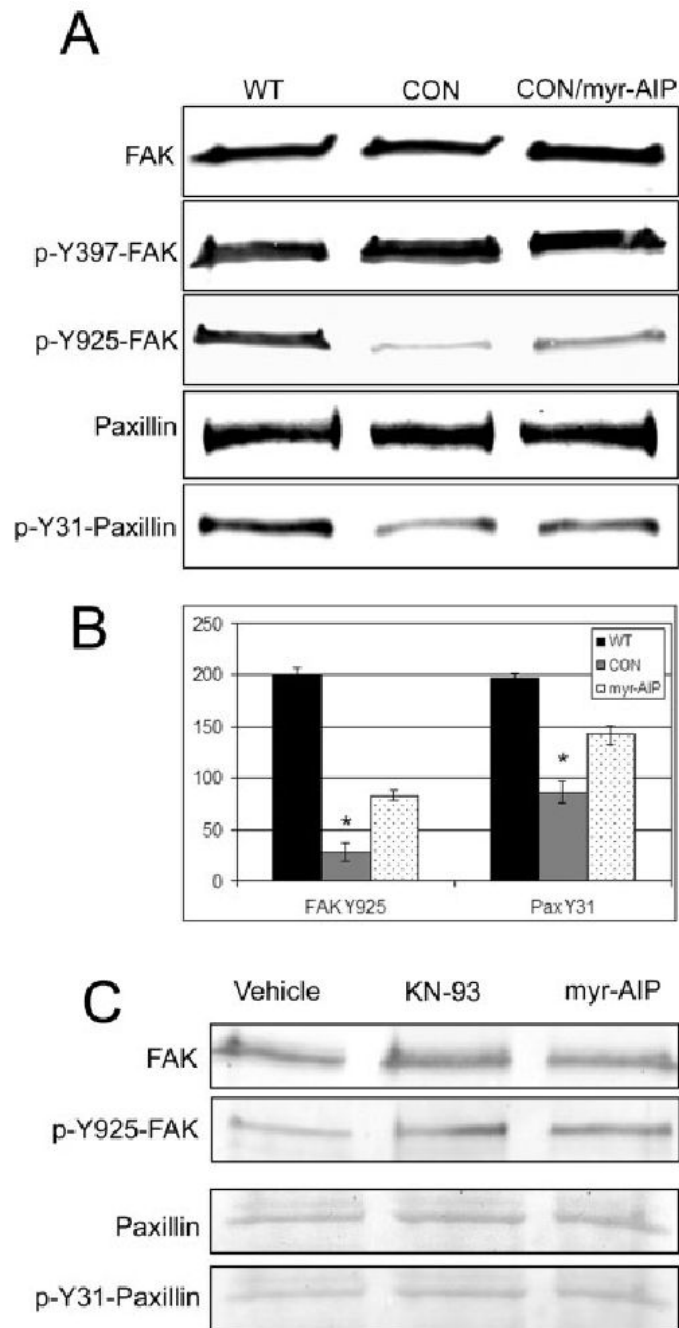 A
WT CON CON/myr-AIP
FAK
p-Y397-FAK
p-Y925-FAK
Paxillin
p-Y31-Paxillin
B
250
200
150
100
50
0
WT
CON
myr-AIP
*
*
FAK Y925 Pax Y31
C
Vehicle KN-93 myr-AIP
FAK
p-Y925-FAK
Paxillin
p-Y31-Paxillin